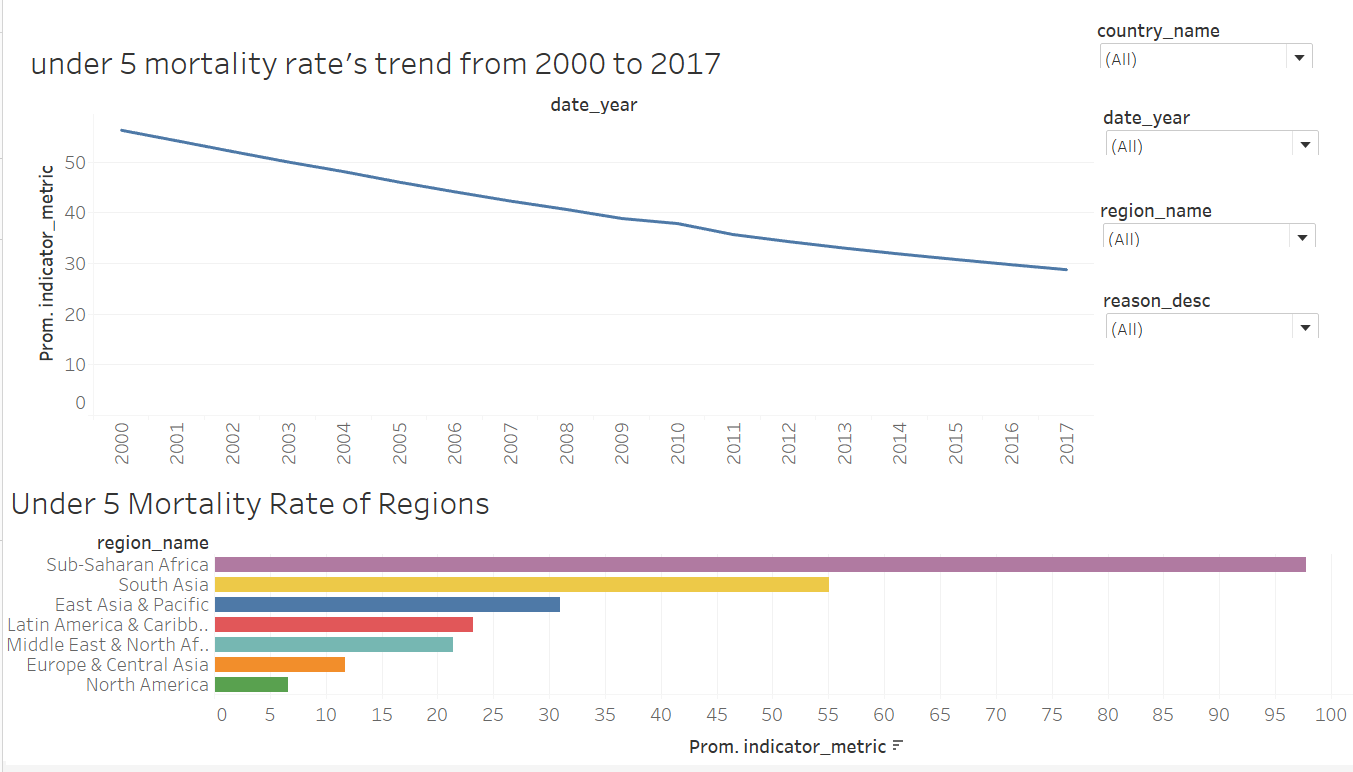 under 5 mortality rate's trend from 2000 to 2017
date_year
Prom. indicator_metric
50
40
30
20
10
0
2000 2001 2002 2003 2004 2005 2006 2007 2008 2009 2010 2011 2012 2013 2014 2015 2016 2017
country_name
(All)
date_year
(All)
region_name
(All)
reason_desc
(All)
Under 5 Mortality Rate of Regions
region_name
Sub-Saharan Africa
South Asia
East Asia & Pacific
Latin America & Caribb..
Middle East & North Af..
Europe & Central Asia
North America
0 5 10 15 20 25 30 35 40 45 50 55 60 65 70 75 80 85 90 95 100
Prom. indicator_metric